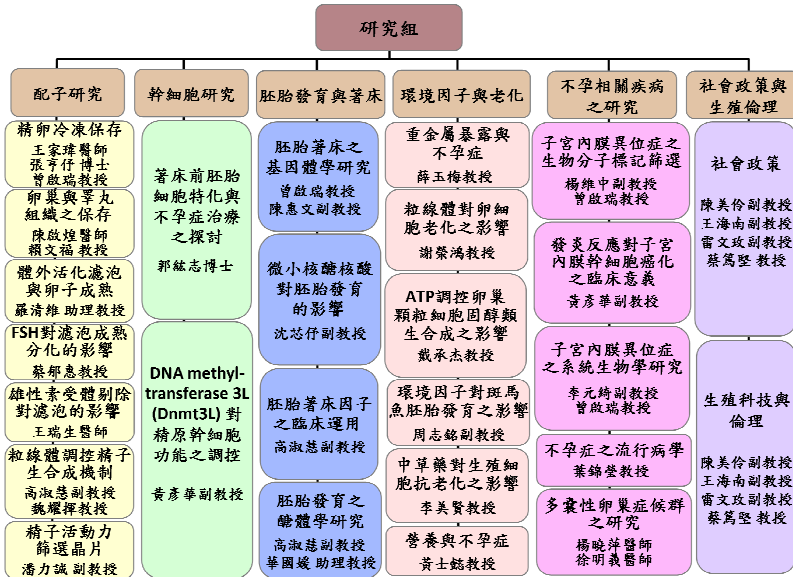 研究組
配子研究
精卵冷凍保存
王家瑋醫師
張亨仔 博士
曾啟瑞教授
卵巢與睪丸
組織之保存
陳啟煌醫師
賴文福教授
體外活化濾泡
與卵子成熟
羅清維 助理教授
FSH對濾泡成熟
分化的影響
蔡郁惠教授
雄性素受體剔除
對濾泡的影響
王瑞生醫師
粒線體調控精子
生合成機制
高淑慈副教授
魏耀揮教授
精子活動力
篩選晶片
潘力誠 副教授
幹細胞研究
著床前胚胎
細胞特化與
不孕症治療
之探討
郭紘志博士
DNA methyl-
transferase 3L
(Dnmt3L) 對
精原幹細胞
功能之調控
黃彥華副教授
胚胎發育與著床
胚胎著床之
基因體學研究
曾啟瑞教授
陳惠文副教授
微小核醣核酸
對胚胎發育
的影響
沈芯仔副教授
胚胎著床因子
之臨床運用
高淑慈副教授
胚胎發育之
醣體學研究
高淑慈副教授
華國媛 助理教授
環境因子與老化
重金屬暴露與
不孕症
薛玉梅教授
粒線體對卵細
胞老化之影響
謝榮鴻教授
ATP調控卵巢
顆粒細胞固醇類
生合成之影響
戴承杰教授
環境因子對斑馬
魚胚胎發育之影響
周志銘副教授
中草藥對生殖細
胞抗老化之影響
李美賢教授
營養與不孕症
黃士懿教授
不孕相關疾病
之研究
子宮內膜異位症之
生物分子標記篩選
楊維中副教授
曾啟瑞教授
發炎反應對子宮
內膜幹細胞癌化
之臨床意義
黃彥華副教授
子宮內膜異位症
之系統生物學研究
李元綺副教授
曾啟瑞教授
不孕症之流行病學
葉錦瑩教授
多囊性卵巢症候群
之研究
楊晚萍醫師
徐明義醫師
社會政策與
生殖倫理
社會政策
陳美伶副教授
王海南副教授
雷文玫副教授
蔡篤堅 教授
生殖科技與
倫理
陳美伶副教授
王海南副教授
雷文玫副教授
蔡篤堅 教授